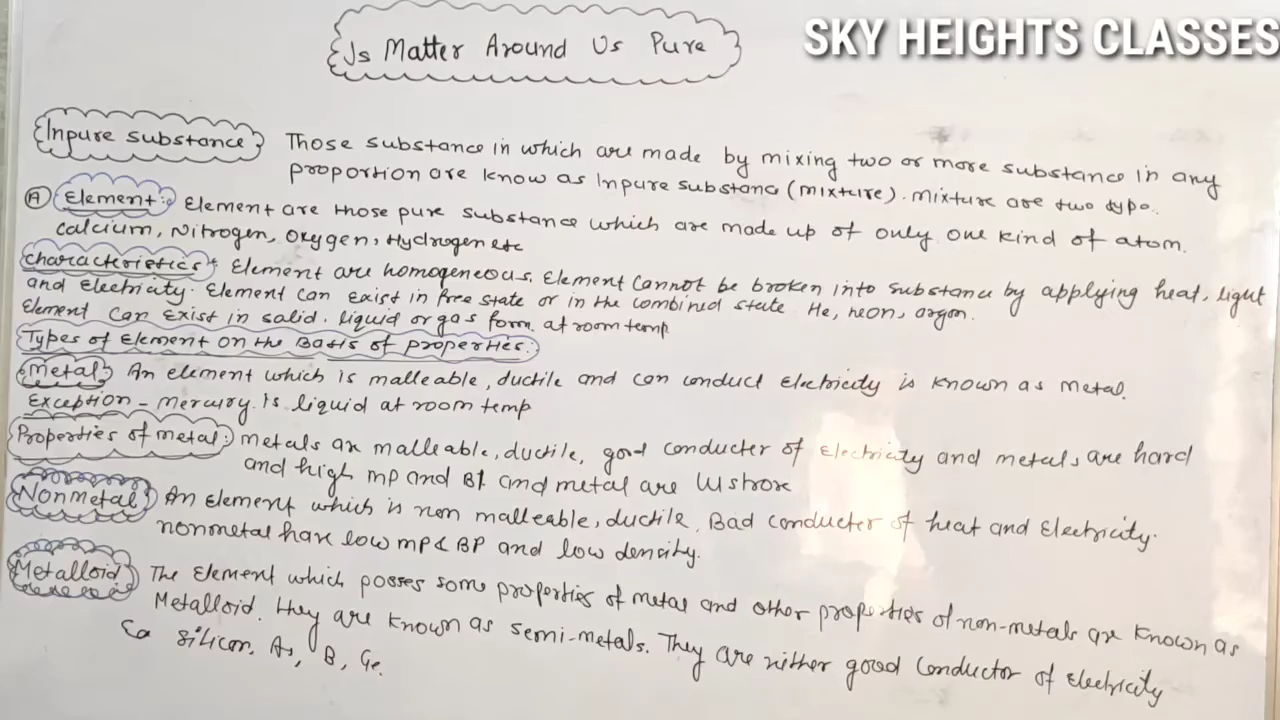 Is Matter Around Us Pure
SKY HEIGHTS CLASSES
Inpure substance Those substance in which are made by mixing two or more substance in any
proportion are know as Inpure substanc (mixture). mixture are two type..
(A) Element:- Element are those pure substance which are made up of only one kind of atom.
Calcium, Nitrogen, Oxygen, Hydrogen etc
Characteristics Element are homogeneous. Element cannot be broken into substance by applying heat, light
and electricity. Element can exist in free state or in the combined state He, neon, argon.
Element can exist in solid. liquid or gas form. at room temp
Types of Element on the Basis of properties:
Metal:- An element which is malleable, ductile and can conduct electricity is known as metal.
Exception - mercury. Is liquid at room temp
Properties of metal: Metals are malleable, ductile, good conducter of Electricity and metals are hard
and high mp and and metal are
Nonmetal An Element which is non malleable, ductile, Bad conducter of heat and Electricity.
nonmetal have low mp & BP and low density.
Metalloid The Element which posses some properties of metal and other properties of non-metals are known as
Metalloid. they are known as semi-metals. They are nither good conductor of electricity
Silicon, As, B, Ge.